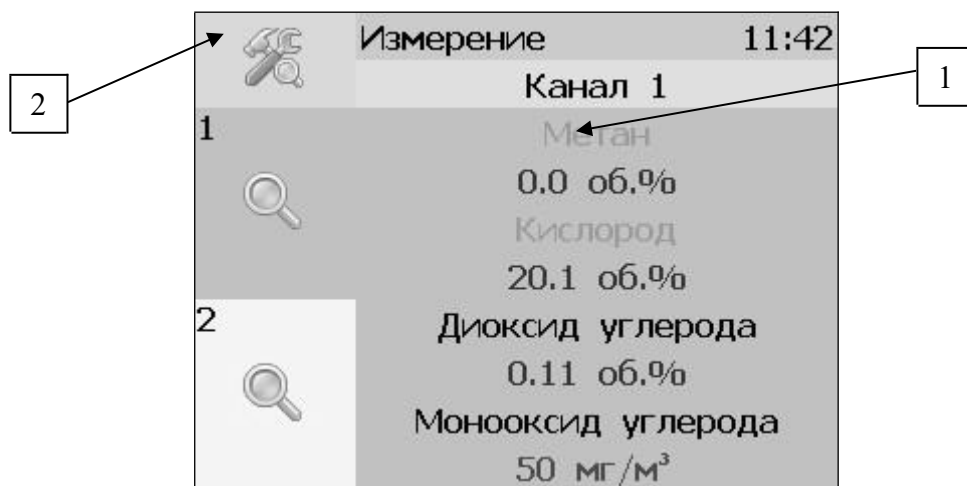 Измерение 11:42
Канал 1
1
2
1
Метан
0.0 об.%
Кислород
20.1 об.%
2
Диоксид углерода
0.11 об.%
Монооксид углерода
50 мг/м³